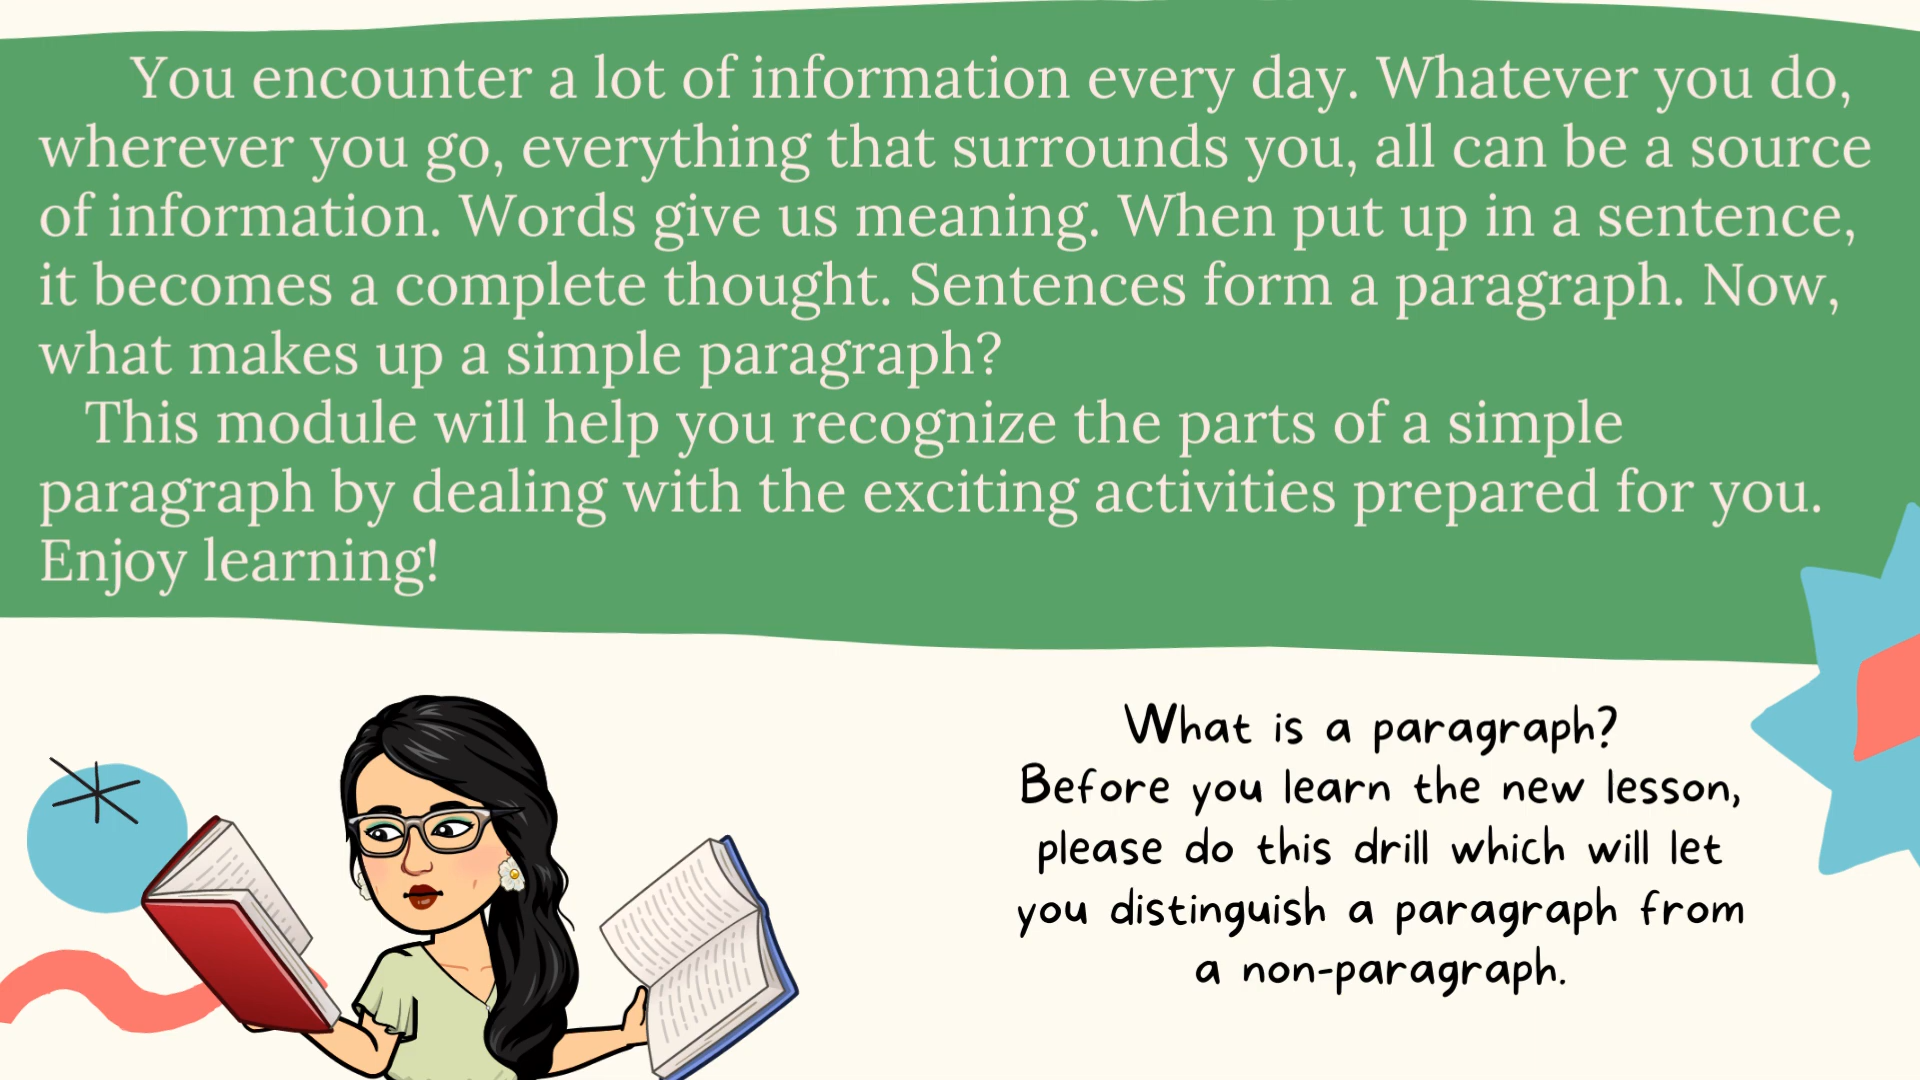 You encounter a lot of information every day. Whatever you do,
wherever you go, everything that surrounds you, all can be a source
of information. Words give us meaning. When put up in a sentence,
it becomes a complete thought. Sentences form a paragraph. Now,
what makes up a simple paragraph?
This module will help you recognize the parts of a simple
paragraph by dealing with the exciting activities prepared for you.
Enjoy learning!
What is a paragraph?
Before you learn the new lesson,
please do this drill which will let
you distinguish a paragraph from
a non-paragraph.